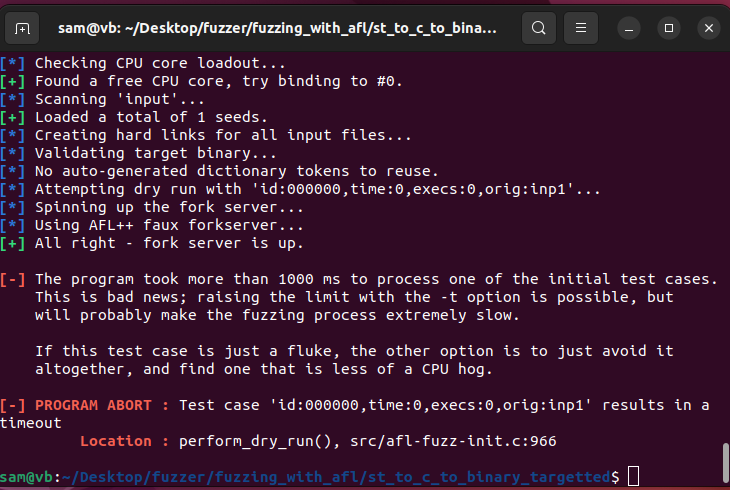 sam@vb: ~/Desktop/fuzzer/fuzzing_with_afl/st_to_c_to_bina...
[*] Checking CPU core loadout...
[+] Found a free CPU core, try binding to #0.
[*] Scanning 'input'...
[+] Loaded a total of 1 seeds.
[*] Creating hard links for all input files...
[*] Validating target binary...
[*] No auto-generated dictionary tokens to reuse.
[*] Attempting dry run with 'id:000000,time:0,execs:0,orig:inp1'...
[*] Spinning up the fork server...
[*] Using AFL++ faux forkserver...
[+] All right - fork server is up.
[-] The program took more than 1000 ms to process one of the initial test cases.
This is bad news; raising the limit with the -t option is possible, but
will probably make the fuzzing process extremely slow.
If this test case is just a fluke, the other option is to just avoid it
altogether, and find one that is less of a CPU hog.
[-] PROGRAM ABORT : Test case 'id:000000,time:0,execs:0,orig:inp1' results in a
timeout
Location : perform_dry_run(), src/afl-fuzz-init.c:966
sam@vb:~/Desktop/fuzzer/fuzzing_with_afl/st_to_c_to_binary_targetted$